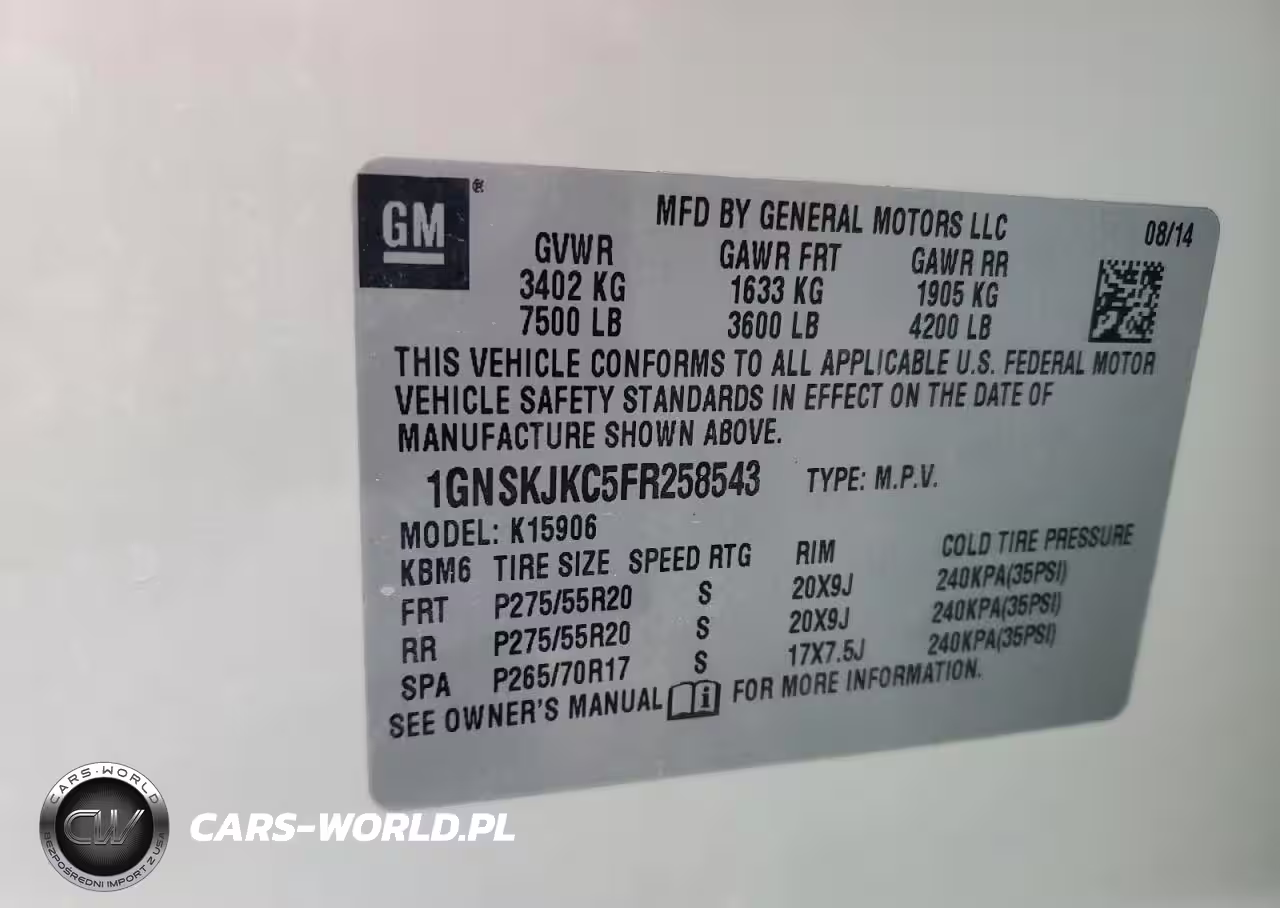 GM®
MFD BY GENERAL MOTORS LLC 08/14
GVWR GAWR FRT GAWR RR
3402 KG 1633 KG 1905 KG
7500 LB 3600 LB 4200 LB
THIS VEHICLE CONFORMS TO ALL APPLICABLE U.S. FEDERAL MOTOR
VEHICLE SAFETY STANDARDS IN EFFECT ON THE DATE OF
MANUFACTURE SHOWN ABOVE.
1GNSKJKC5FR258543 TYPE: M.P.V.
MODEL: K15906
KBM6 TIRE SIZE SPEED RTG RIM COLD TIRE PRESSURE
FRT P275/55R20 S 20X9J 240KPA(35PSI)
RR P275/55R20 S 20X9J 240KPA(35PSI)
SPA P265/70R17 S 17X7.5J 240KPA(35PSI)
SEE OWNER'S MANUAL i FOR MORE INFORMATION.
CARS-WORLD
CW
BEZPOŚREDNI IMPORT Z USA
CARS-WORLD.PL